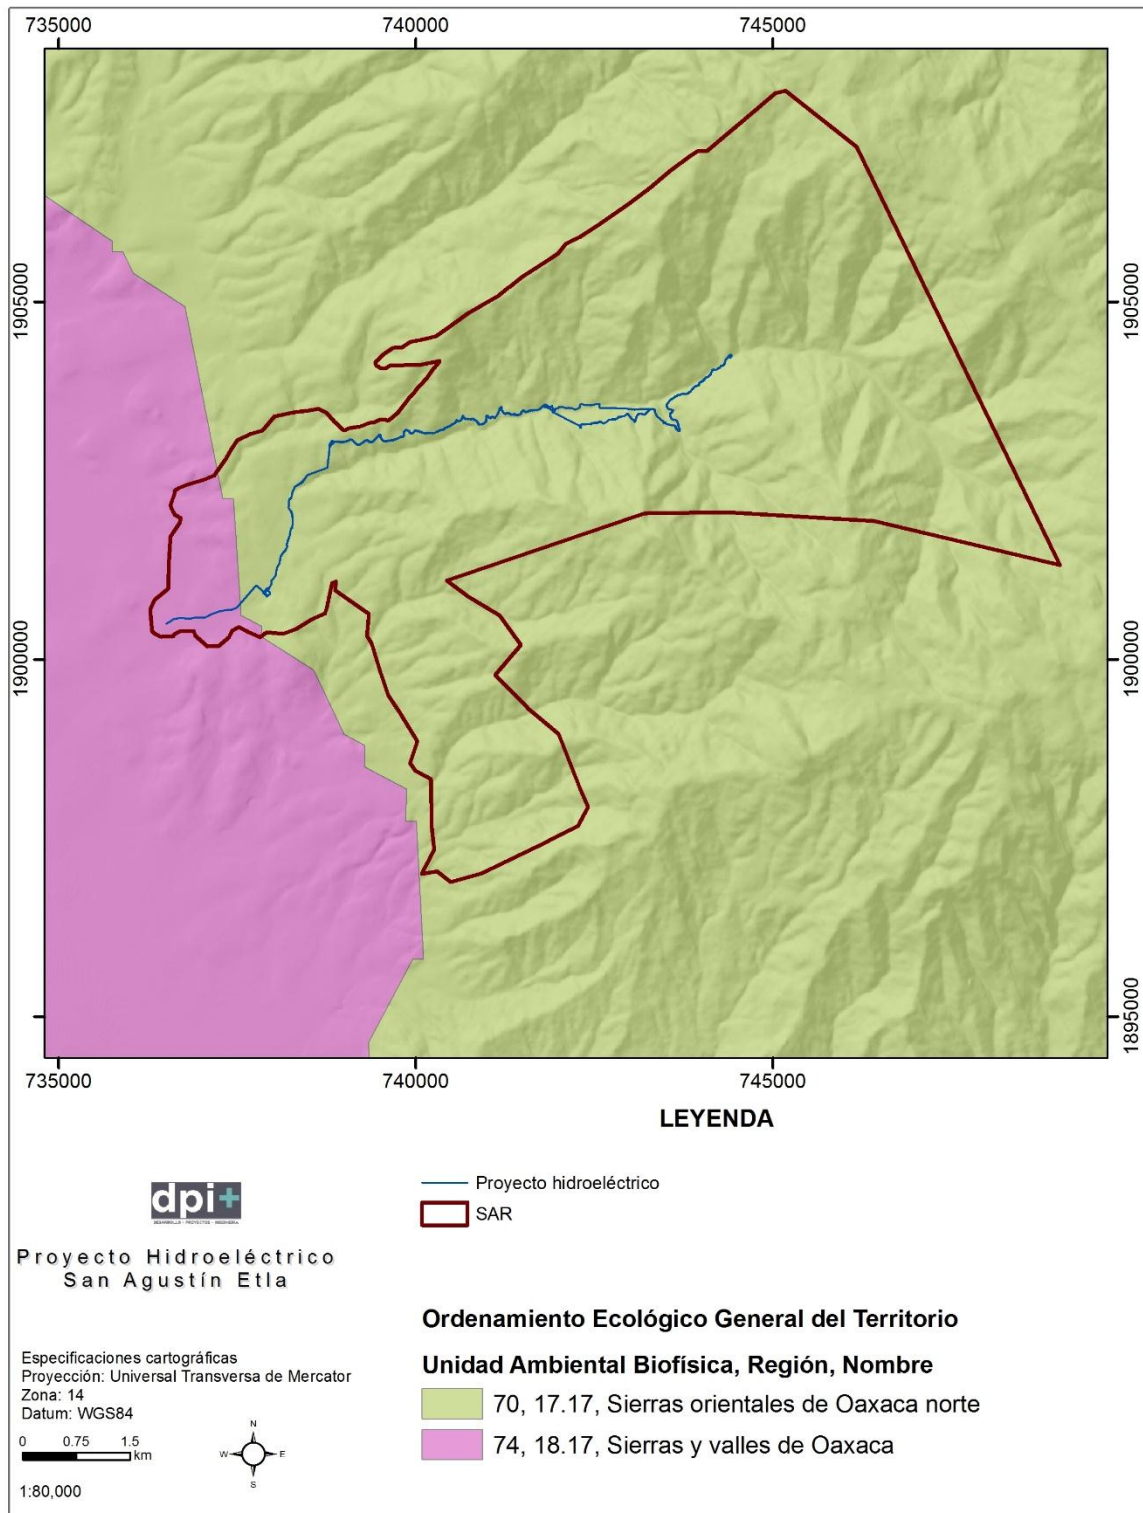 735000 740000 745000
1905000 1905000
1900000 1900000
1895000 1895000
735000 740000 745000
LEYENDA
dpi+
DESARROLLO - PROYECTOS - INGENIERÍA
Proyecto hidroeléctrico
SAR
Proyecto Hidroeléctrico
San Agustín Etla
Ordenamiento Ecológico General del Territorio
Unidad Ambiental Biofísica, Región, Nombre
70, 17.17, Sierras orientales de Oaxaca norte
74, 18.17, Sierras y valles de Oaxaca
Especificaciones cartográficas
Proyección: Universal Transversa de Mercator
Zona: 14
Datum: WGS84
0 0.75 1.5
km
1:80,000
N
W E
S